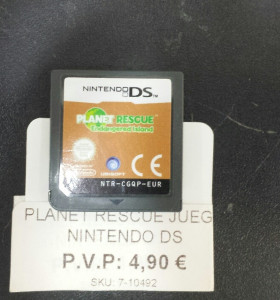 NINTENDO DS
PLANET RESCUE
Endangered Island
CE
NTR-CGQP-EUR
PLANET RESCUE JUEG
NINTENDO DS
P.V.P: 4,90 €
SKU: 7-10492